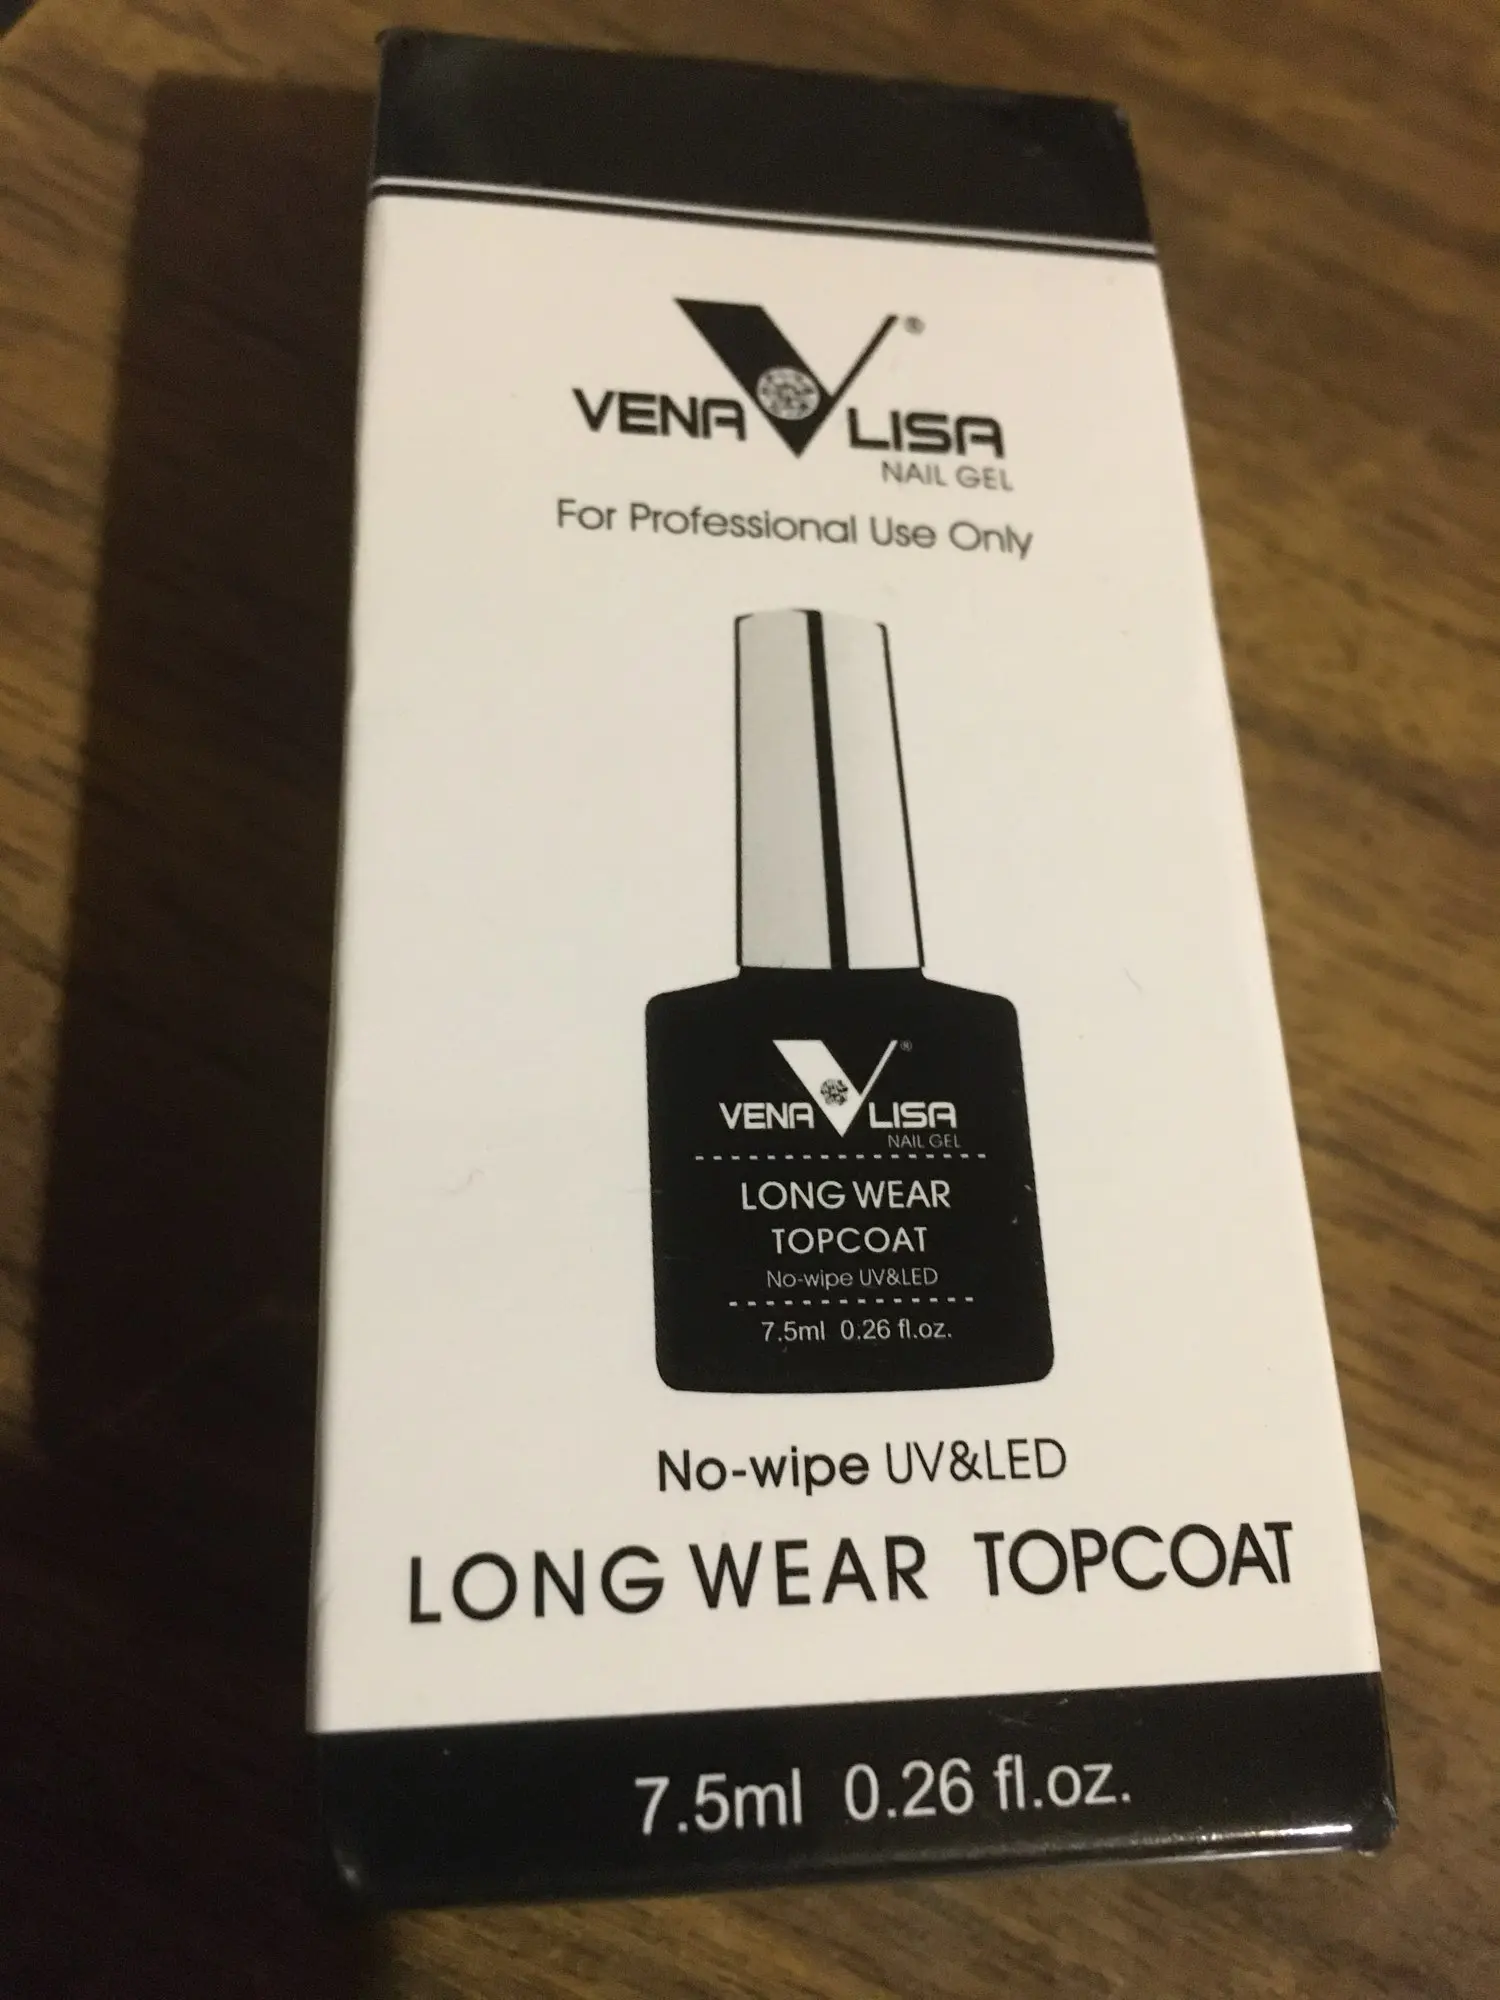 VENA LISA ®
NAIL GEL
For Professional Use Only
VENA LISA ®
NAIL GEL
LONG WEAR
TOPCOAT
No-wipe UV&LED
7.5ml 0.26 fl.oz.
No-wipe UV&LED
LONG WEAR TOPCOAT
7.5ml 0.26 fl.oz.